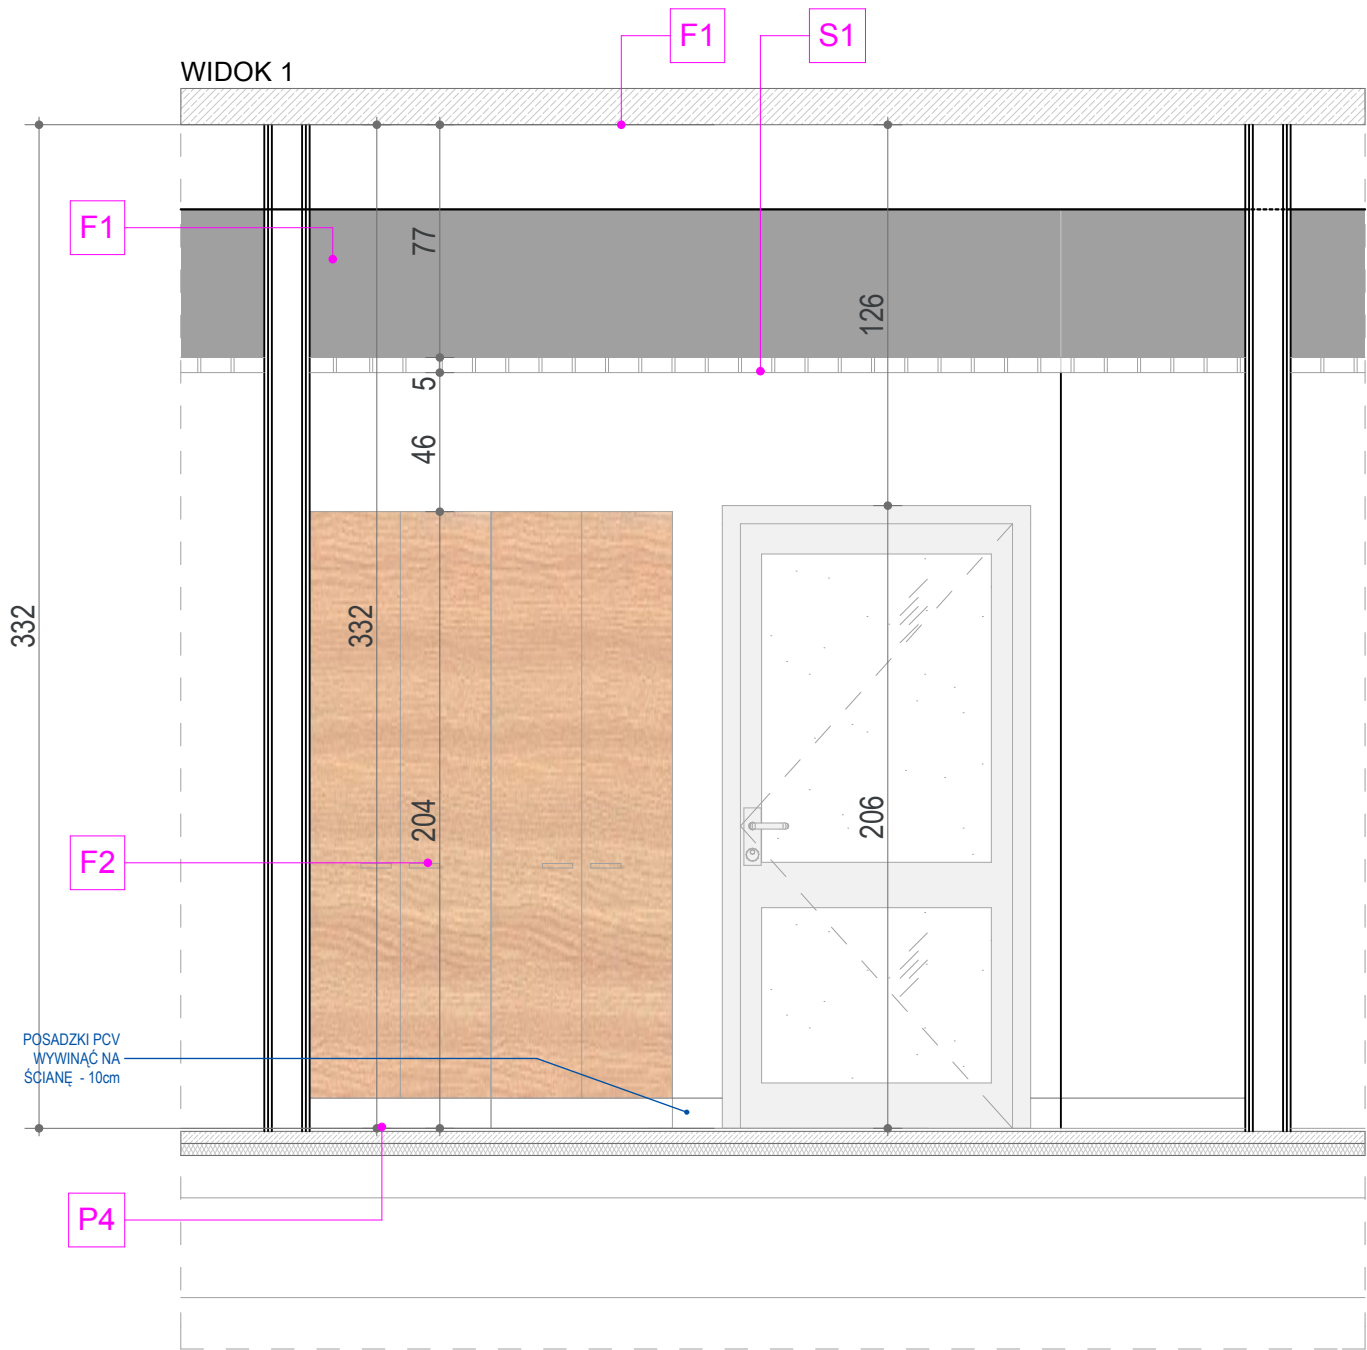 F1
S1
WIDOK 1
F1
77
126
5
46
332
332
204
206
F2
POSADZKI PCV
WYWINĄĆ NA
ŚCIANĘ - 10cm
P4